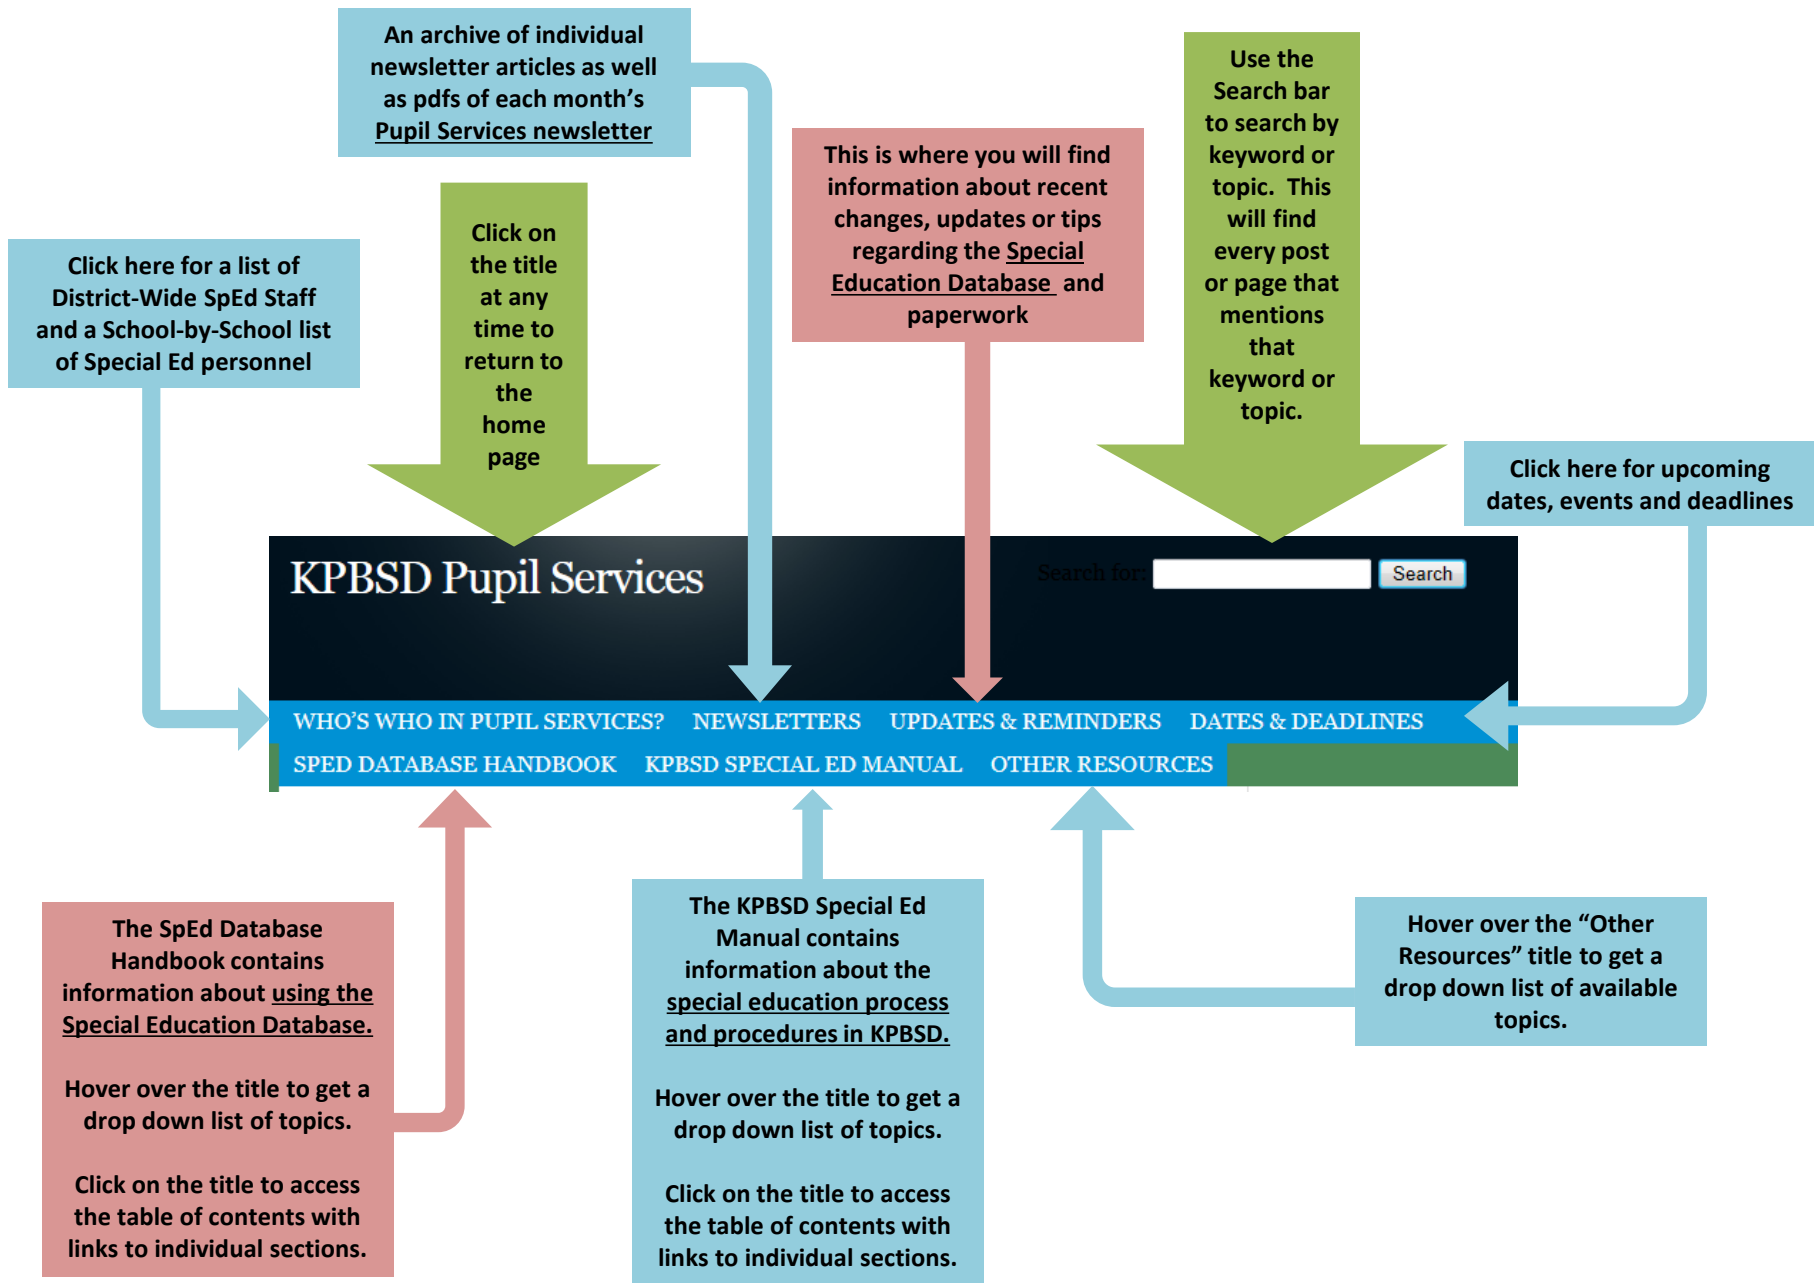 An archive of individual
newsletter articles as well
as pdfs of each month's
Pupil Services newsletter
Use the
Search bar
to search by
keyword or
topic.  This
will find
every post
or page that
mentions
that
keyword or
topic.
This is where you will find
information about recent
changes, updates or tips
regarding the Special
Education Database  and
paperwork
Click on
the title
at any
time to
return to
the
home
page
Click here for a list of
District-Wide SpEd Staff
and a School-by-School list
of Special Ed personnel
Click here for upcoming
dates, events and deadlines
KPBSD Pupil Services
Search for:
Search
WHO'S WHO IN PUPIL SERVICES? NEWSLETTERS UPDATES & REMINDERS DATES & DEADLINES
SPED DATABASE HANDBOOK KPBSD SPECIAL ED MANUAL OTHER RESOURCES
The SpEd Database
Handbook contains
information about using the
Special Education Database.
Hover over the title to get a
drop down list of topics.
Click on the title to access
the table of contents with
links to individual sections.
The KPBSD Special Ed
Manual contains
information about the
special education process
and procedures in KPBSD.
Hover over the title to get a
drop down list of topics.
Click on the title to access
the table of contents with
links to individual sections.
Hover over the “Other
Resources” title to get a
drop down list of available
topics.